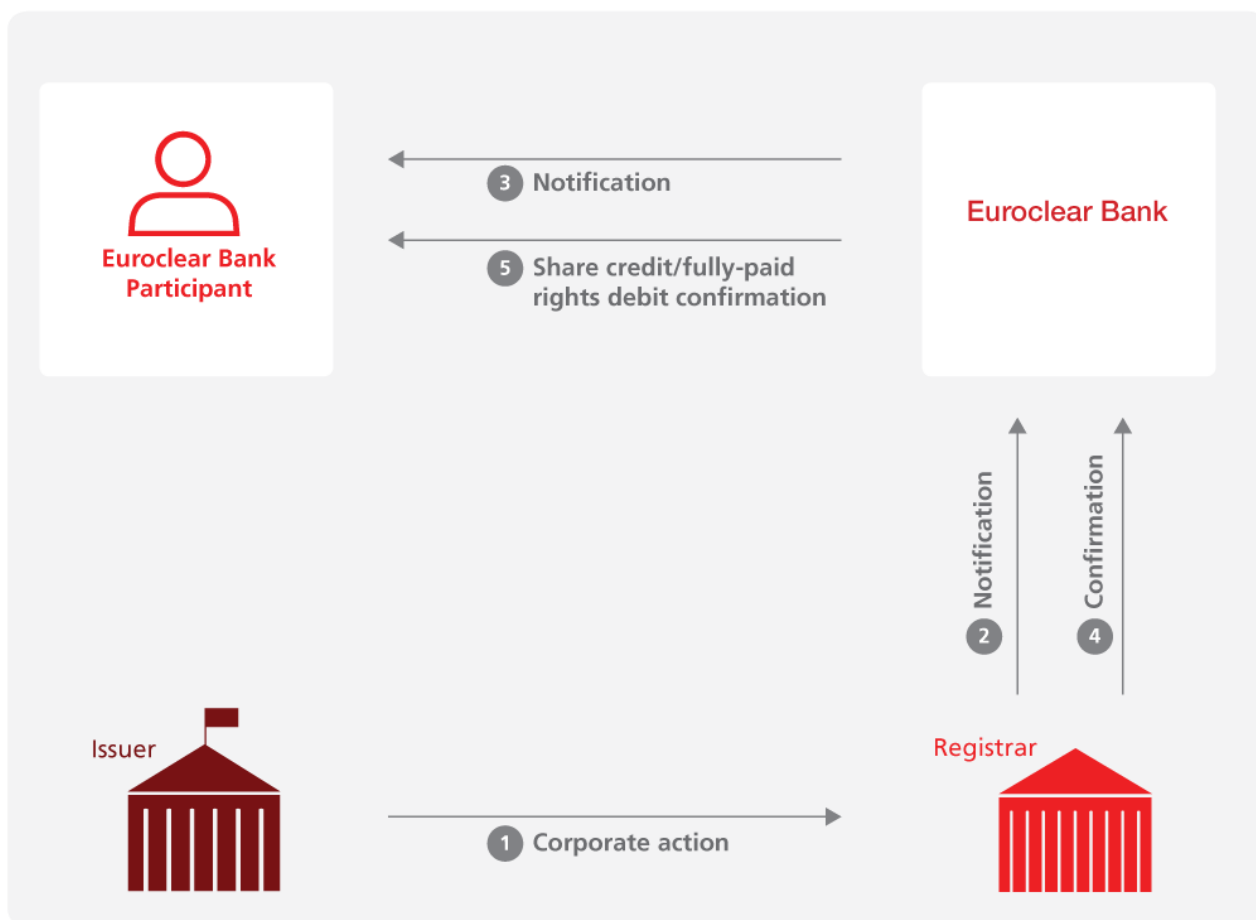 3 Notification
Euroclear Bank
Participant
Euroclear Bank
5 Share credit/fully-paid
rights debit confirmation
2 Notification
4 Confirmation
Issuer
Registrar
1 Corporate action